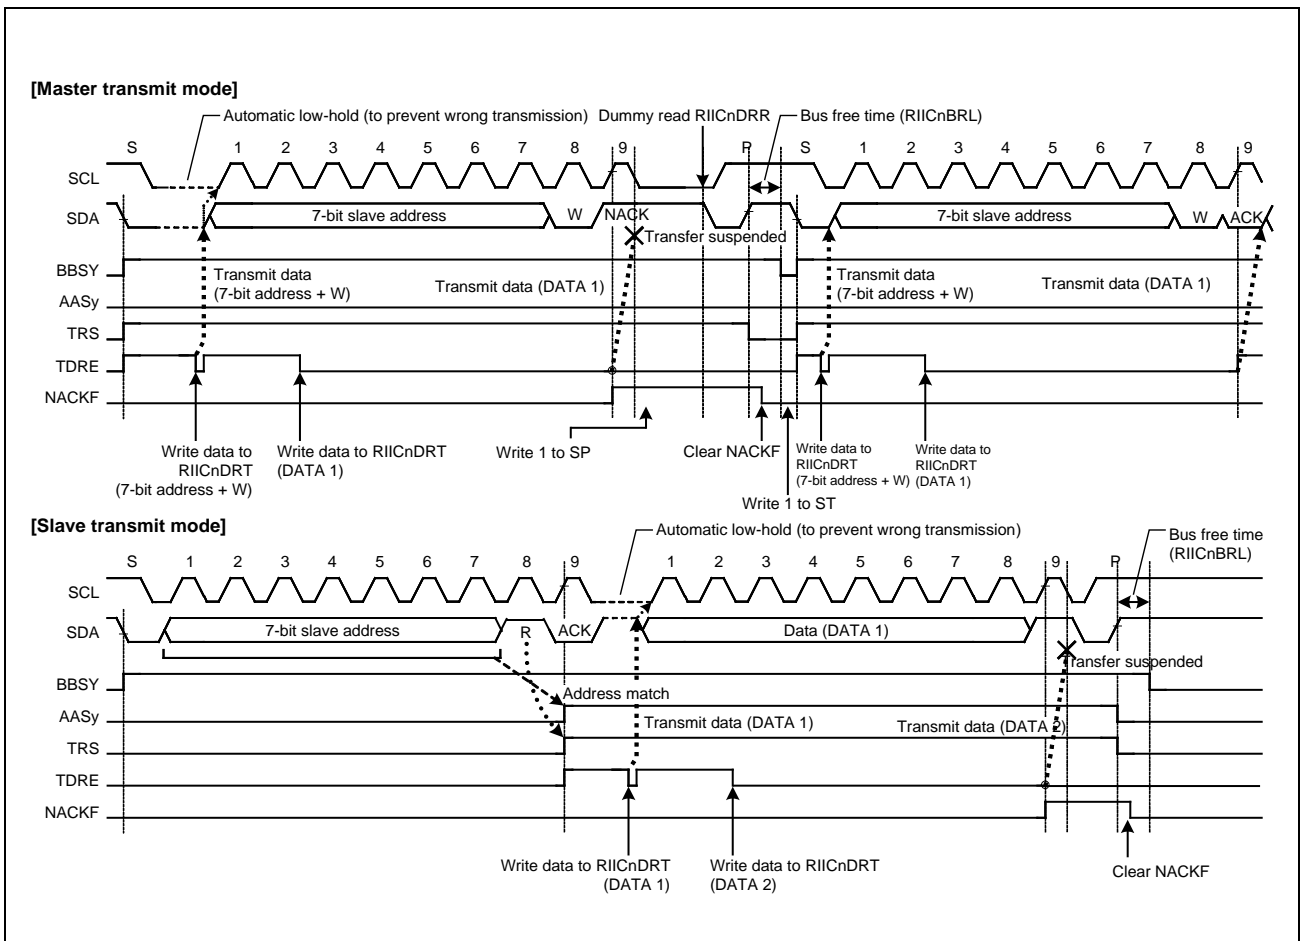 [Master transmit mode]
Automatic low-hold (to prevent wrong transmission)
Dummy read RIICnDRR
Bus free time (RIICnBRL)
S 1 2 3 4 5 6 7 8 9 P S 1 2 3 4 5 6 7 8 9
SCL
SDA 7-bit slave address W NACK 7-bit slave address W ACK
Transfer suspended
BBSY
Transmit data
(7-bit address + W)
Transmit data (DATA 1)
Transmit data
(7-bit address + W)
Transmit data (DATA 1)
AASy
TRS
TDRE
NACKF
Write data to
RIICnDRT
(7-bit address + W)
Write data to RIICnDRT
(DATA 1)
Write 1 to SP
Clear NACKF
Write 1 to ST
Write data to
RIICnDRT
(7-bit address + W)
Write data to
RIICnDRT
(DATA 1)
[Slave transmit mode]
Automatic low-hold (to prevent wrong transmission)
Bus free time
(RIICnBRL)
S 1 2 3 4 5 6 7 8 9 1 2 3 4 5 6 7 8 9 P
SCL
SDA 7-bit slave address R ACK Data (DATA 1)
Transfer suspended
BBSY
Address match
AASy
Transmit data (DATA 1)
Transmit data (DATA 2)
TRS
TDRE
NACKF
Write data to RIICnDRT
(DATA 1)
Write data to RIICnDRT
(DATA 2)
Clear NACKF